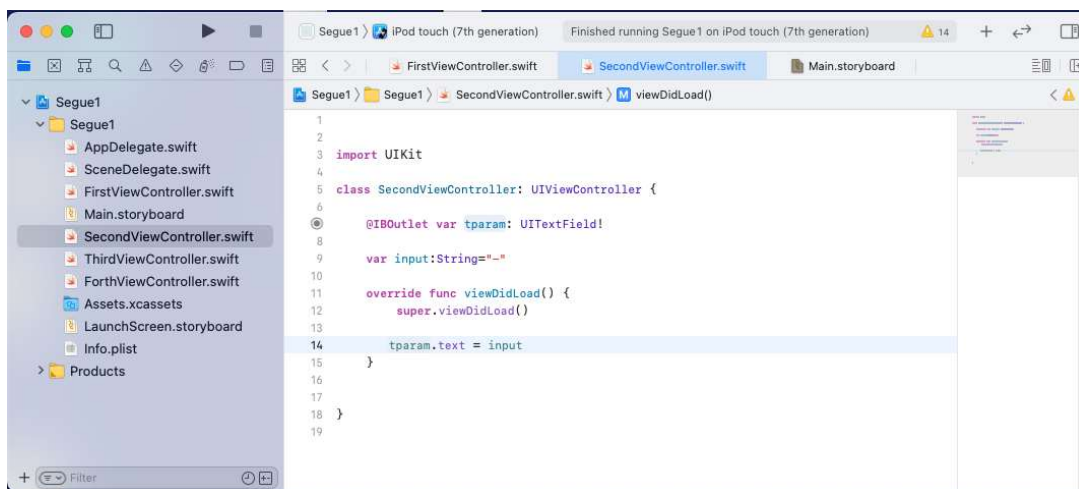 Segue1 〉 iPod touch (7th generation) Finished running Segue1 on iPod touch (7th generation) 14
FirstViewController.swift SecondViewController.swift Main.storyboard
Segue1 〉 Segue1 〉 SecondViewController.swift 〉 M viewDidLoad()
Segue1
Segue1
AppDelegate.swift
SceneDelegate.swift
FirstViewController.swift
Main.storyboard
SecondViewController.swift
ThirdViewController.swift
ForthViewController.swift
Assets.xcassets
LaunchScreen.storyboard
Info.plist
Products
Filter
1
2
3 import UIKit
4
5 class SecondViewController: UIViewController {
6
@IBOutlet var tparam: UITextField!
8
9 var input:String="-"
10
11 override func viewDidLoad() {
12 super.viewDidLoad()
13
14 tparam.text = input
15 }
16
17
18 }
19